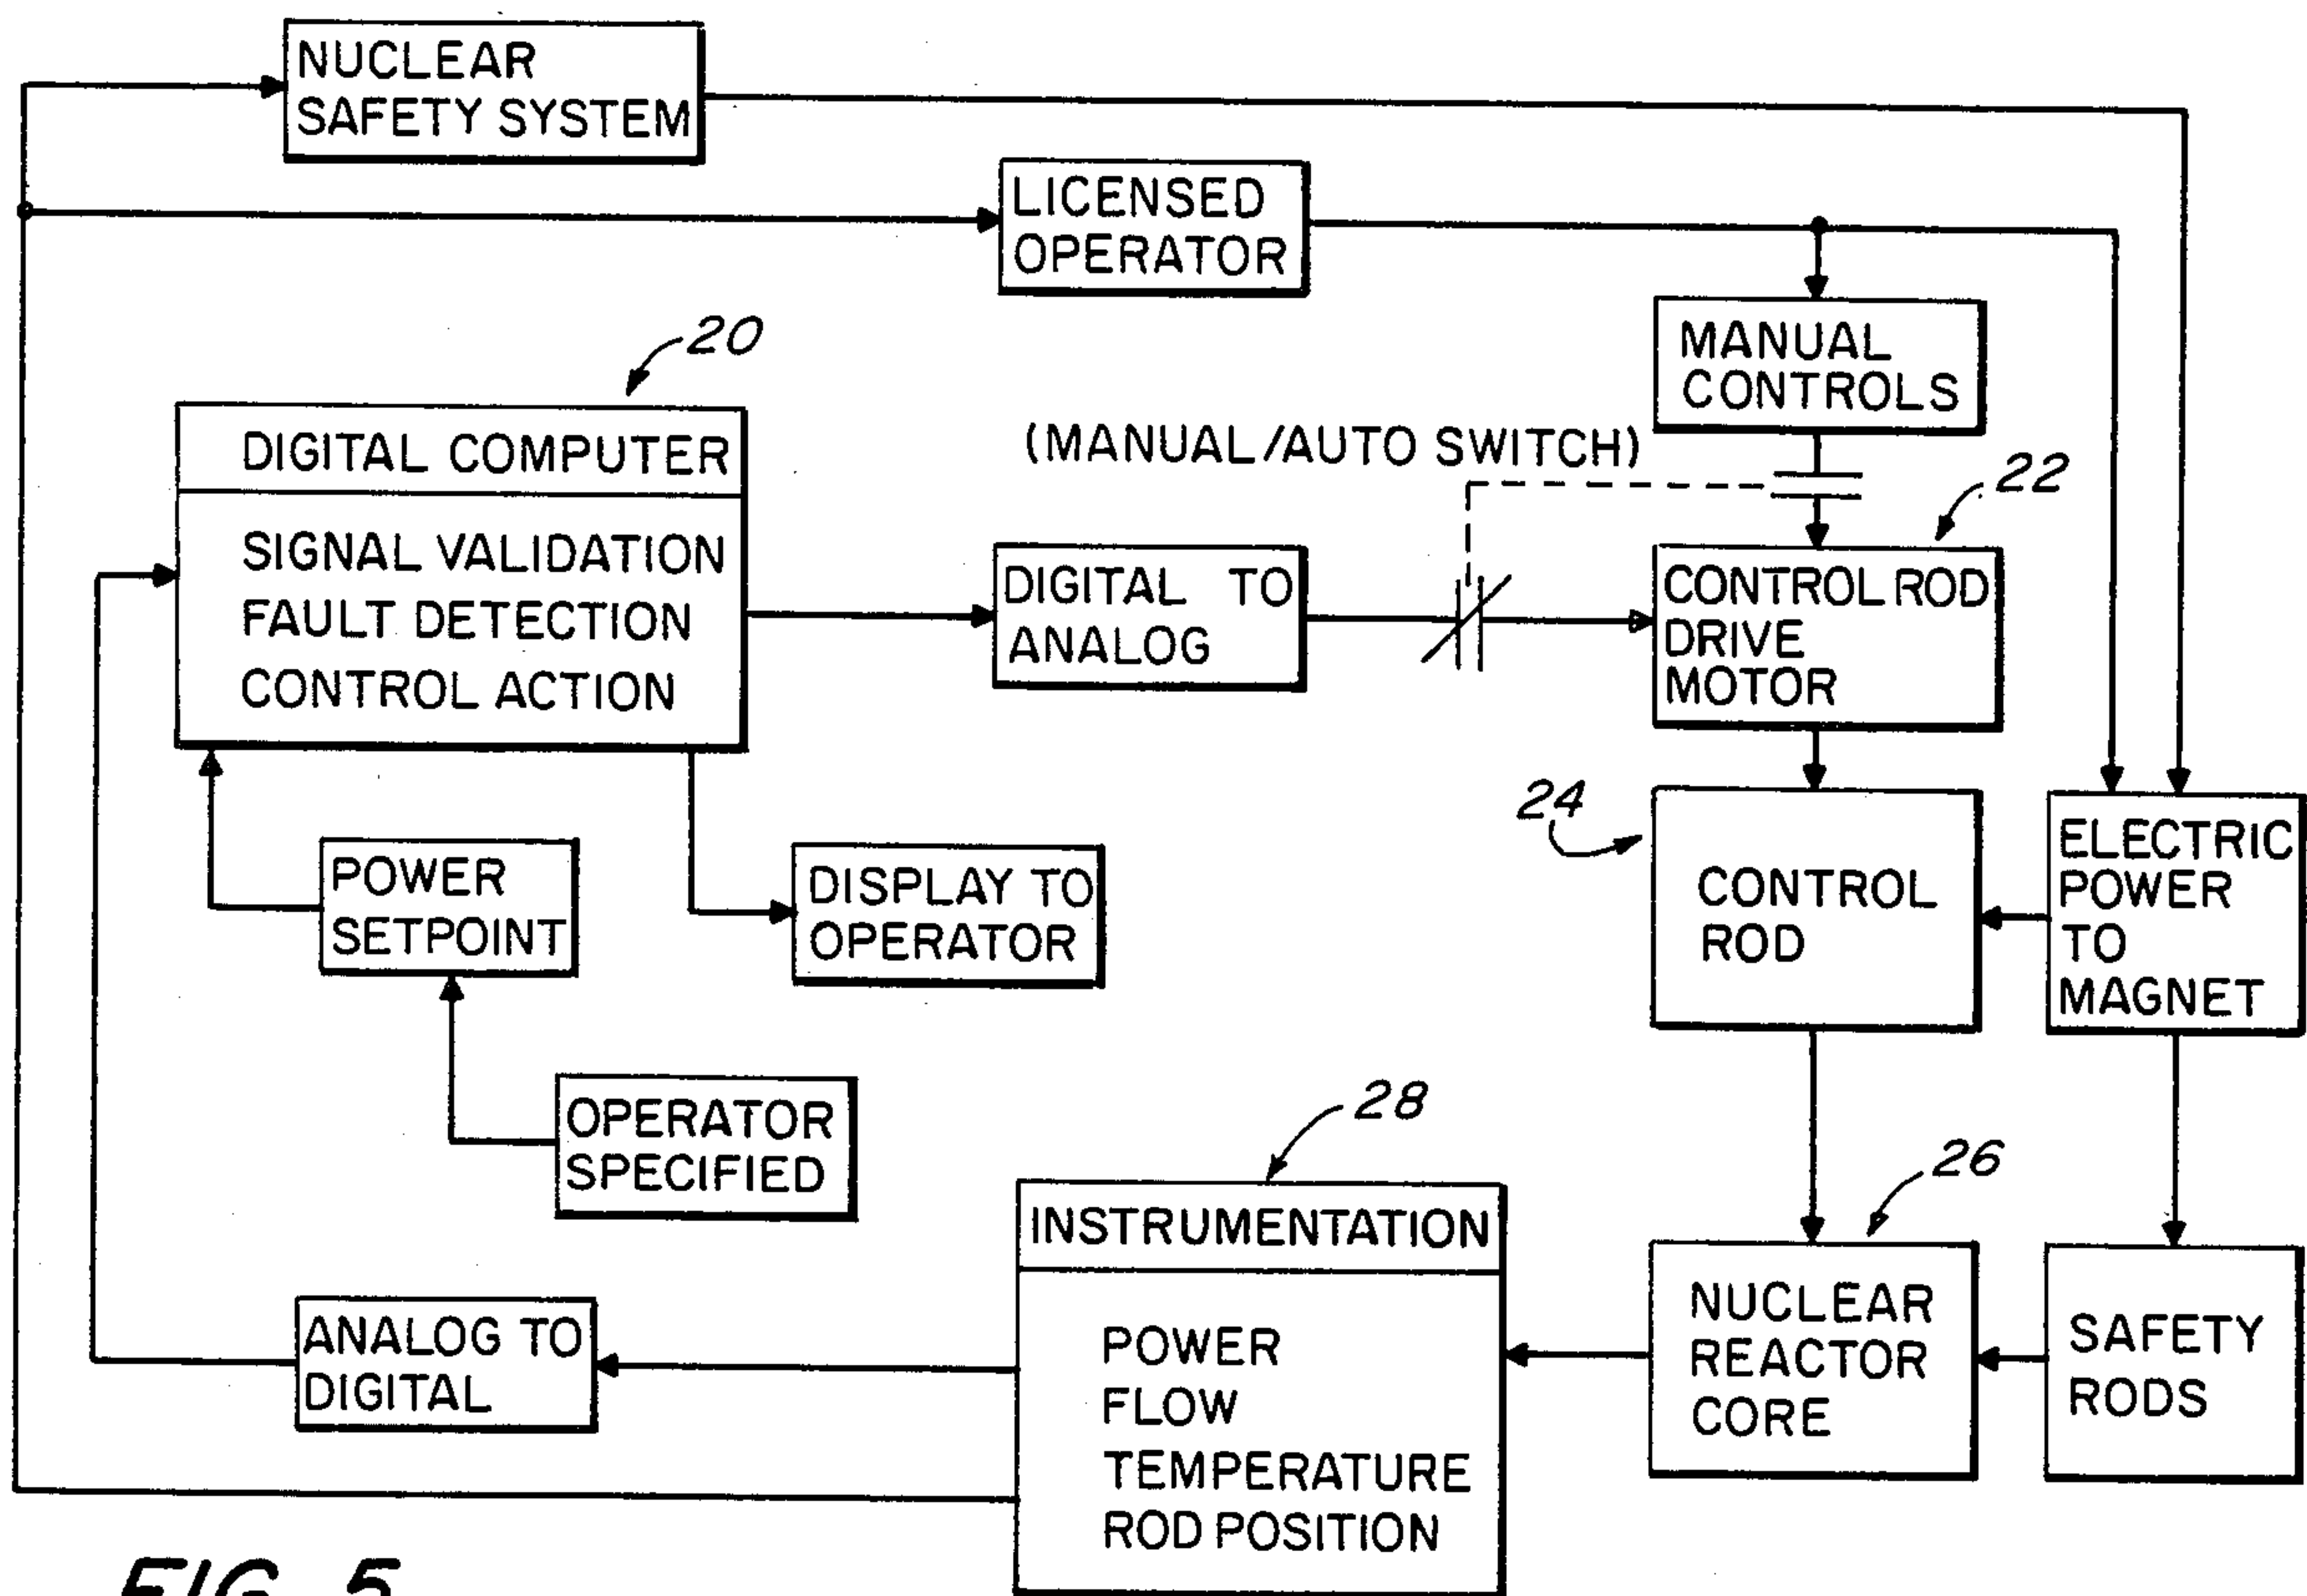 NUCLEAR
SAFETY SYSTEM
LICENSED
OPERATOR
20
MANUAL
CONTROLS
DIGITAL COMPUTER
(MANUAL/AUTO SWITCH)
22
SIGNAL VALIDATION
FAULT DETECTION
CONTROL ACTION
DIGITAL TO
ANALOG
CONTROL ROD
DRIVE
MOTOR
24
POWER
SETPOINT
DISPLAY TO
OPERATOR
CONTROL
ROD
ELECTRIC
POWER
TO
MAGNET
OPERATOR
SPECIFIED
28
26
INSTRUMENTATION
ANALOG TO
DIGITAL
POWER
FLOW
TEMPERATURE
ROD POSITION
NUCLEAR
REACTOR
CORE
SAFETY
RODS
FIG. 5